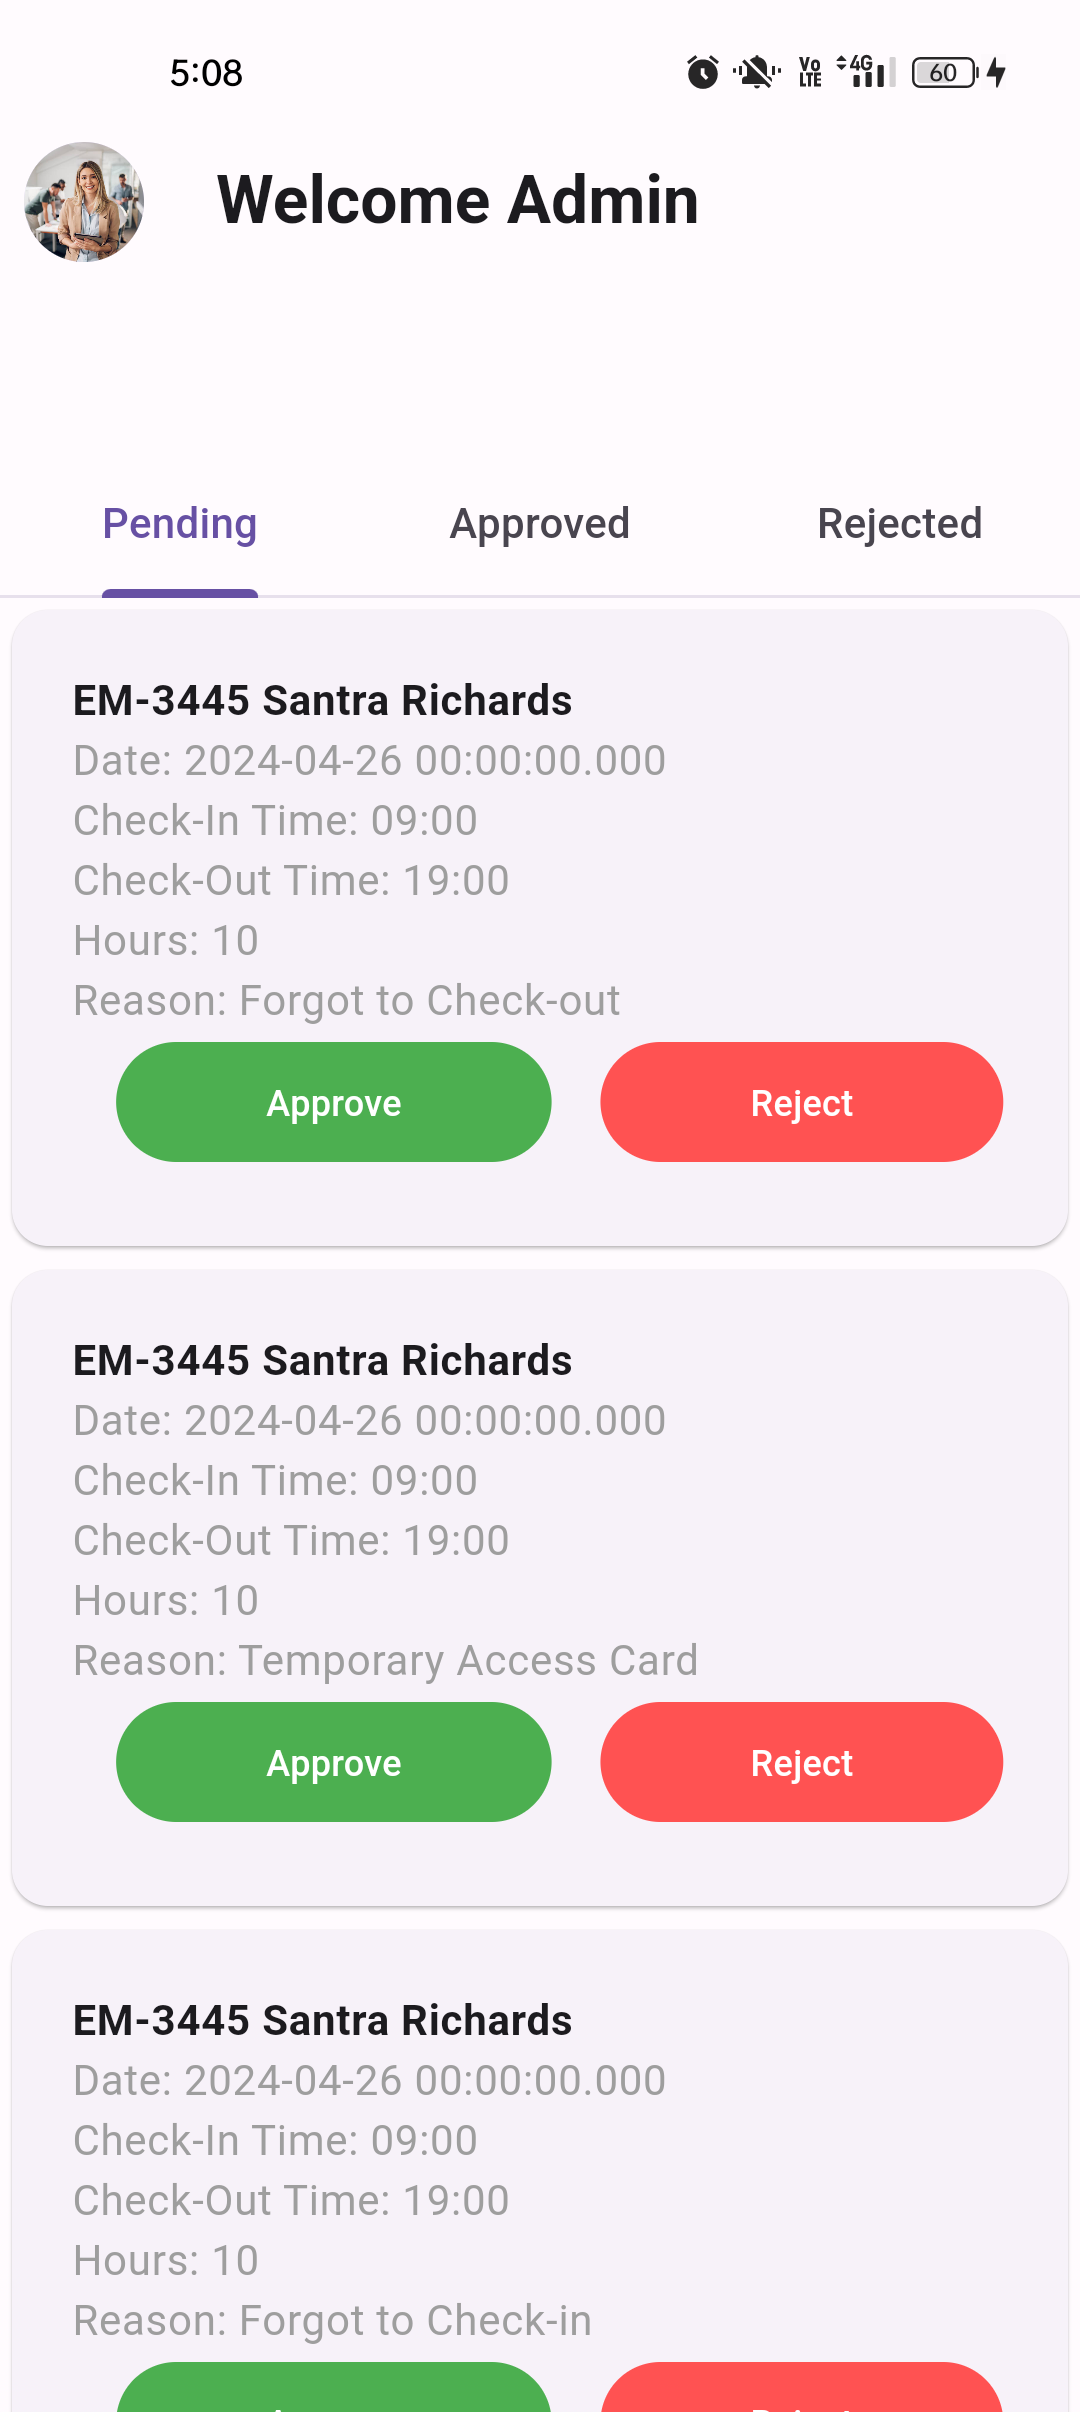 5:08
Vo
LTE
4G
60
Welcome Admin
Pending
Approved
Rejected
EM-3445 Santra Richards
Date: 2024-04-26 00:00:00.000
Check-In Time: 09:00
Check-Out Time: 19:00
Hours: 10
Reason: Forgot to Check-out
Approve
Reject
EM-3445 Santra Richards
Date: 2024-04-26 00:00:00.000
Check-In Time: 09:00
Check-Out Time: 19:00
Hours: 10
Reason: Temporary Access Card
Approve
Reject
EM-3445 Santra Richards
Date: 2024-04-26 00:00:00.000
Check-In Time: 09:00
Check-Out Time: 19:00
Hours: 10
Reason: Forgot to Check-in